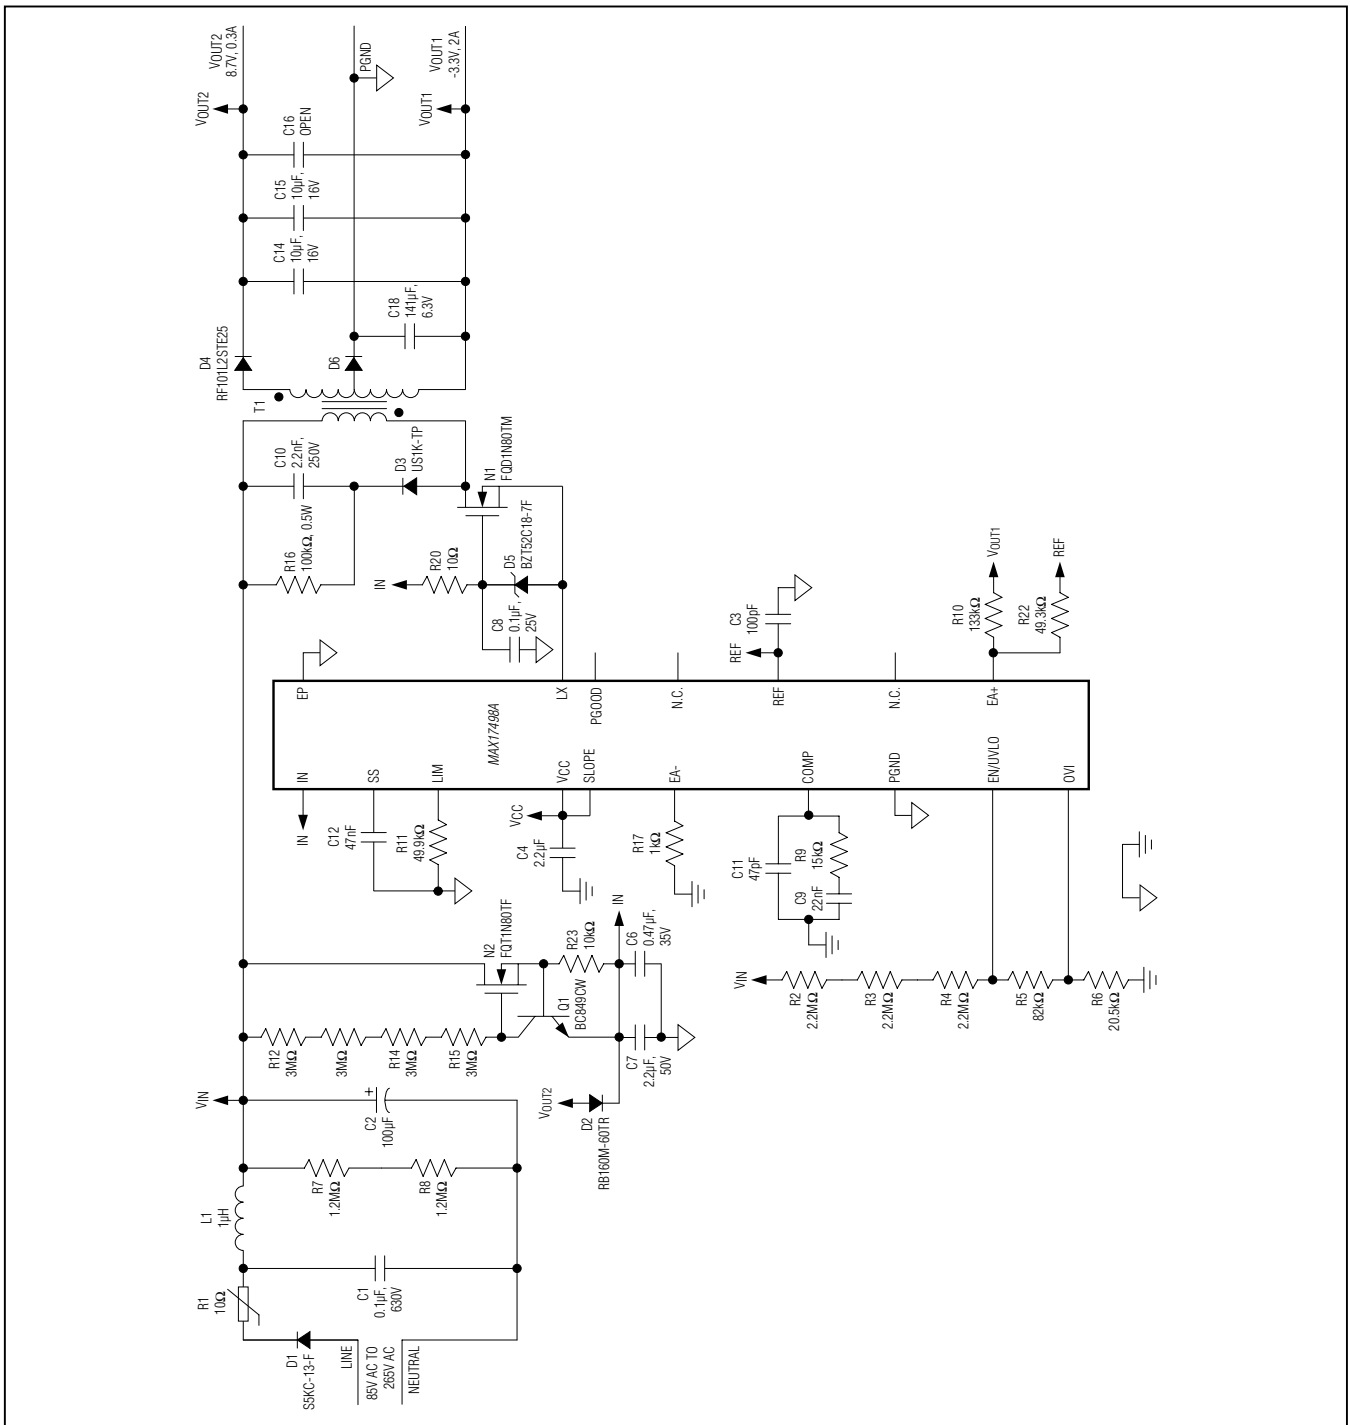 VOUT2
8.7V, 0.3A
PGND
VOUT1
-3.3V, 2A
VOUT2
VOUT1
C16
OPEN
C15
10µF,
16V
C14
10µF,
16V
C18
141µF,
6.3V
D4
RF101L2STE25
D6
T1
C10
2.2nF,
250V
D3
US1K-TP
N1
FQD1N80TM
R16
100kΩ, 0.5W
IN
R20
10Ω
D5
BZT52C18-7F
C8
0.1µF,
25V
C3
100pF
REF
VOUT1
REF
R10
133kΩ
R22
49.3kΩ
EP
LX
PGOOD
N.C.
REF
N.C.
EA+
MAX17498A
IN
SS
LIM
VCC
SLOPE
EA-
COMP
PGND
EN/UVLO
OVI
IN
C12
47nF
R11
49.9kΩ
VCC
C4
2.2µF
R17
1kΩ
C11
47pF
R9
15kΩ
C9
22nF
N2
FQT1N80TF
R23
10kΩ
IN
C6
0.47µF,
35V
Q1
BC849CW
R12
3MΩ
3MΩ
R14
3MΩ
R15
3MΩ
C7
2.2µF,
50V
VIN
R2
2.2MΩ
R3
2.2MΩ
R4
2.2MΩ
R5
82kΩ
R6
20.5kΩ
VIN
C2
100µF
+
VOUT2
D2
RB160M-60TR
R7
1.2MΩ
R8
1.2MΩ
L1
1µH
C1
0.1µF,
630V
R1
10Ω
D1
S5KC-13-F
LINE
85V AC TO
265V AC
NEUTRAL